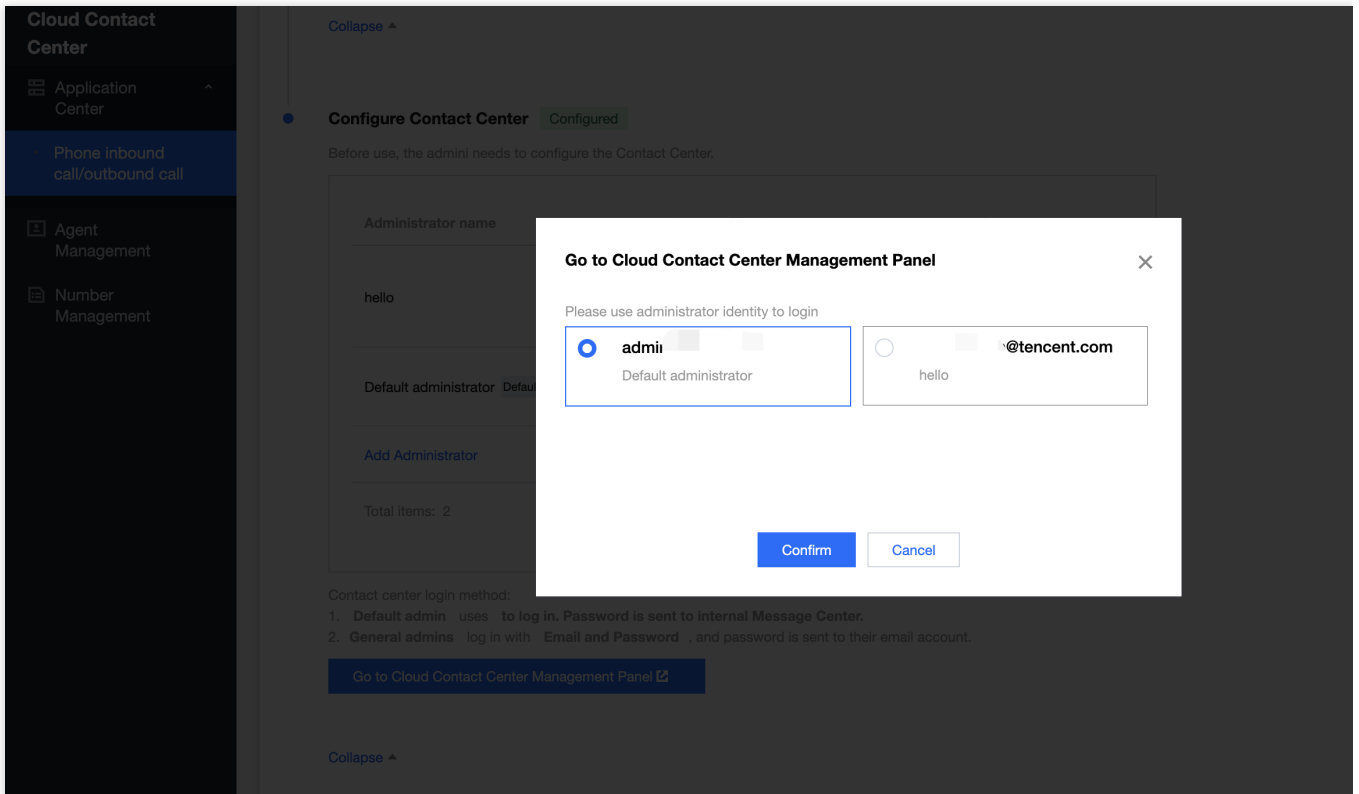 Cloud Contact
Center
Application
Center
Phone inbound
call/outbound call
Agent
Management
Number
Management
Collapse
Configure Contact Center Configured
Before use, the admini needs to configure the Contact Center.
Administrator name
hello
Default administrator
Add Administrator
Total items: 2
Go to Cloud Contact Center Management Panel
Please use administrator identity to login
Default administrator
@tencent.com
hello
Confirm
Cancel
Contact center login method:
1. Default admin uses to log in. Password is sent to internal Message Center.
2. General admins log in with Email and Password , and password is sent to their email account.
Go to Cloud Contact Center Management Panel
Collapse